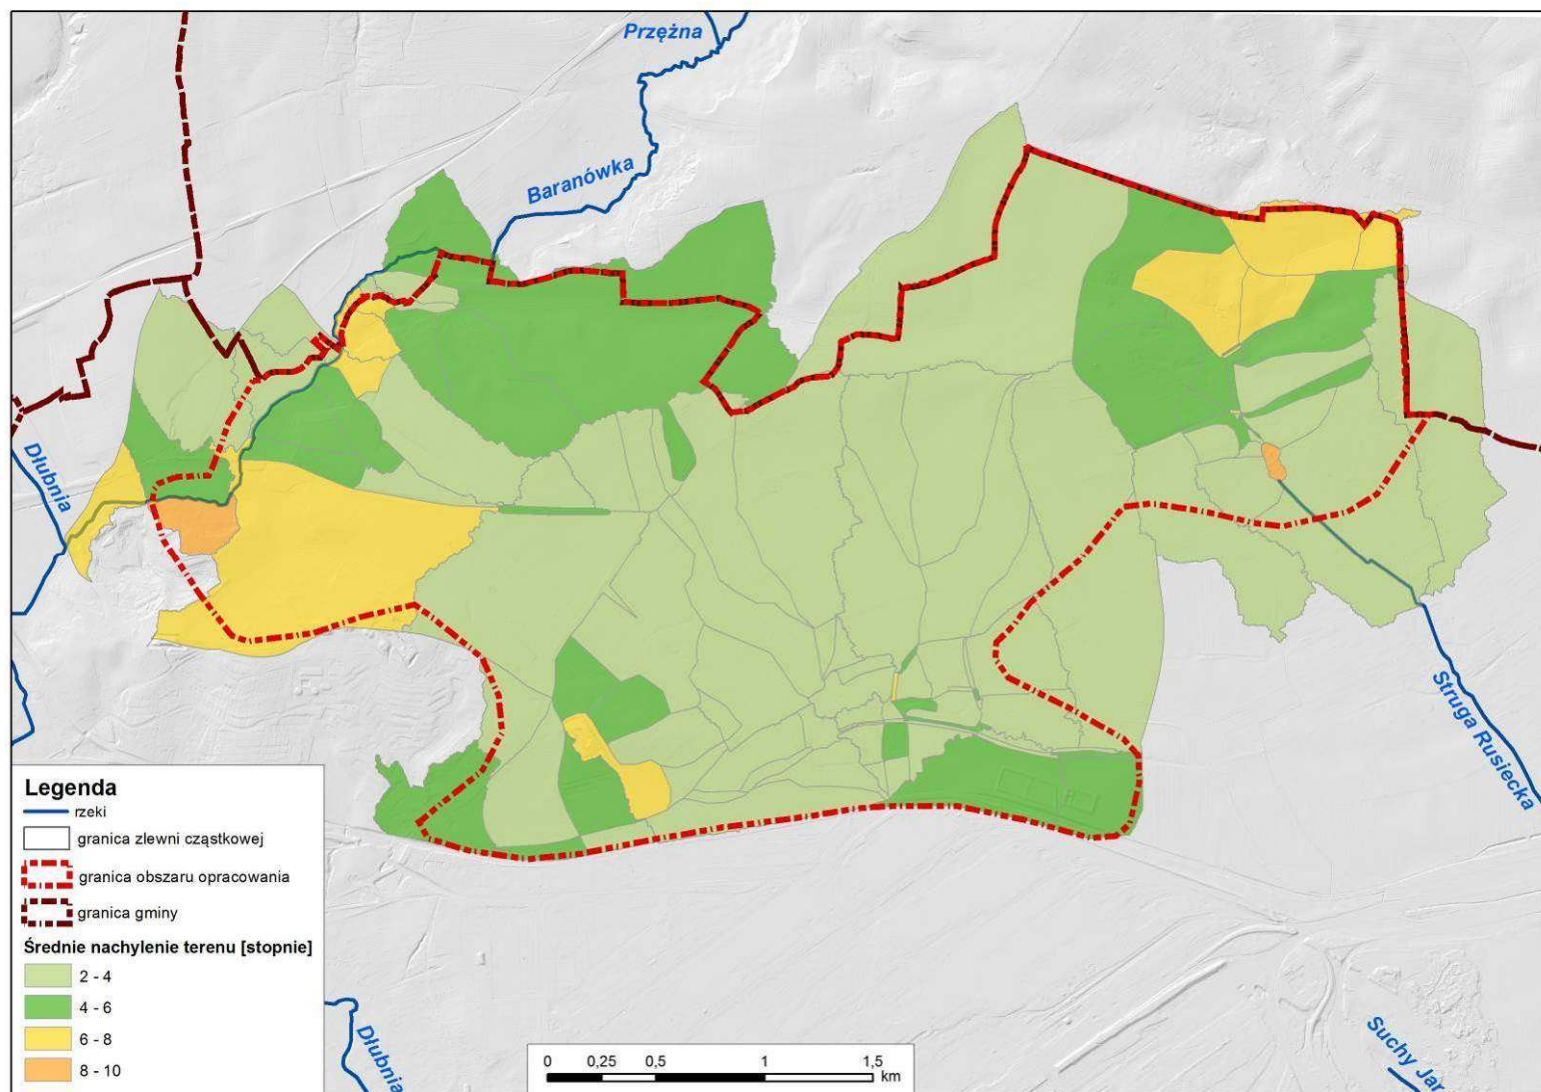 Przężna
Baranówka
Dłubnia
Struga Rusiecka
Legenda
rzeki
granica zlewni cząstkowej
granica obszaru opracowania
granica gminy
Średnie nachylenie terenu [stopnie]
2 - 4
4 - 6
6 - 8
8 - 10
Dłubnia
0 0,25 0,5 1 1,5
km
Suchy Jar